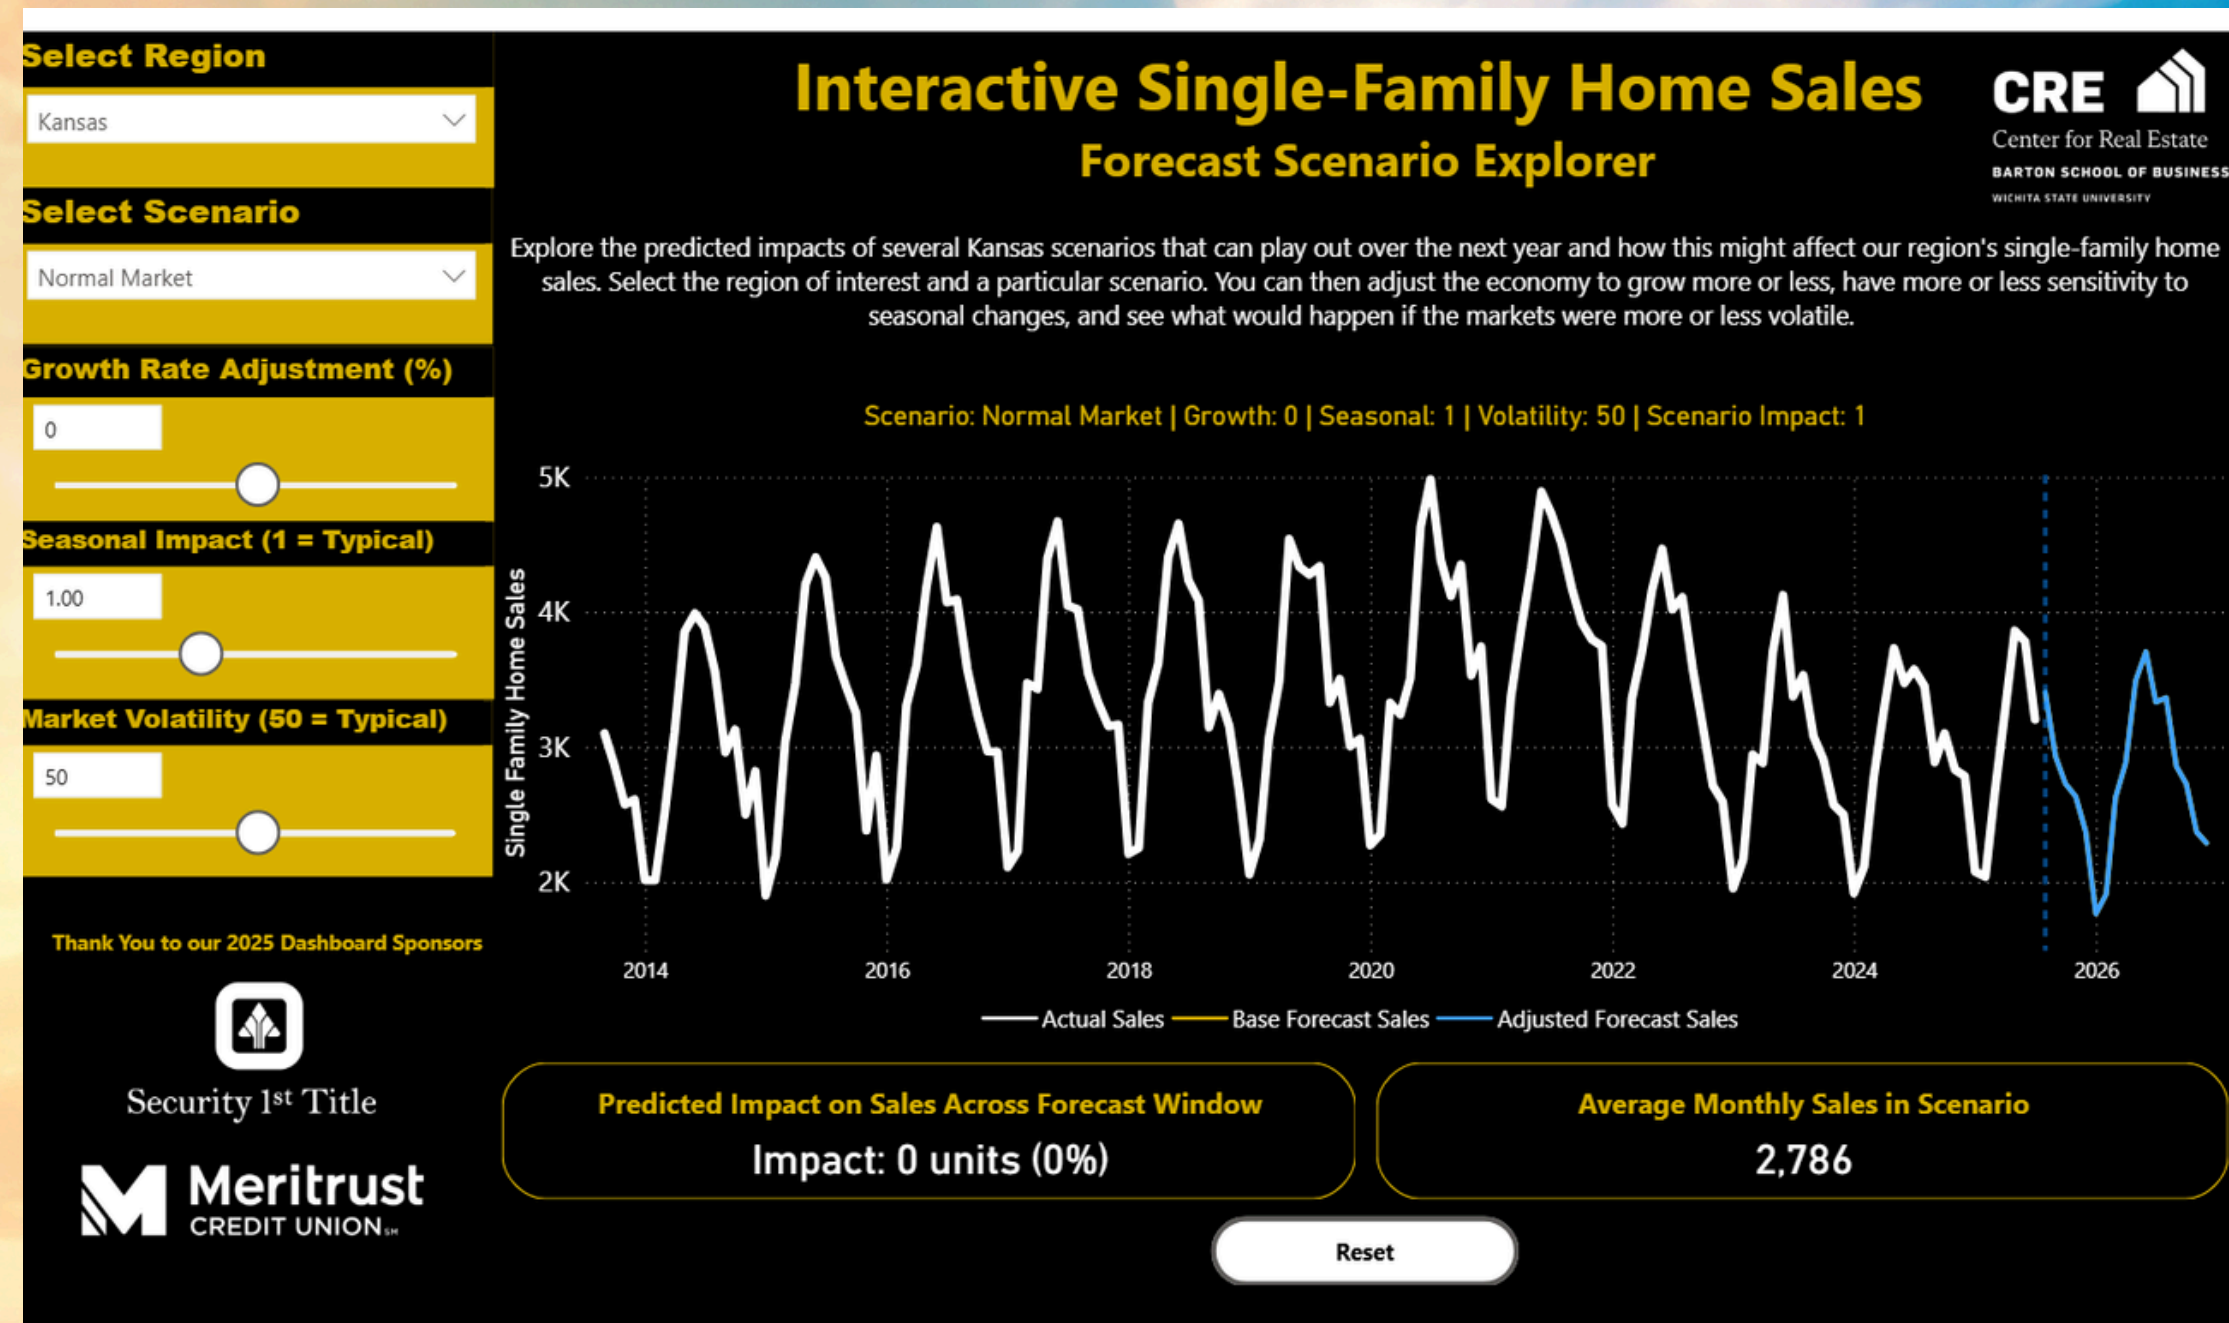 Select Region
Kansas
Select Scenario
Normal Market
Growth Rate Adjustment (%)
0
Seasonal Impact (1 = Typical)
1.00
Market Volatility (50 = Typical)
50
Thank You to our 2025 Dashboard Sponsors
Security 1st Title
Meritrust
CREDIT UNION SM
Interactive Single-Family Home Sales
Forecast Scenario Explorer
CRE
Center for Real Estate
BARTON SCHOOL OF BUSINESS
WICHITA STATE UNIVERSITY
Explore the predicted impacts of several Kansas scenarios that can play out over the next year and how this might affect our region's single-family home
sales. Select the region of interest and a particular scenario. You can then adjust the economy to grow more or less, have more or less sensitivity to
seasonal changes, and see what would happen if the markets were more or less volatile.
Scenario: Normal Market | Growth: 0 | Seasonal: 1 | Volatility: 50 | Scenario Impact: 1
Single Family Home Sales
5K
4K
3K
2K
2014 2016 2018 2020 2022 2024 2026
Actual Sales Base Forecast Sales Adjusted Forecast Sales
Predicted Impact on Sales Across Forecast Window
Impact: 0 units (0%)
Average Monthly Sales in Scenario
2,786
Reset